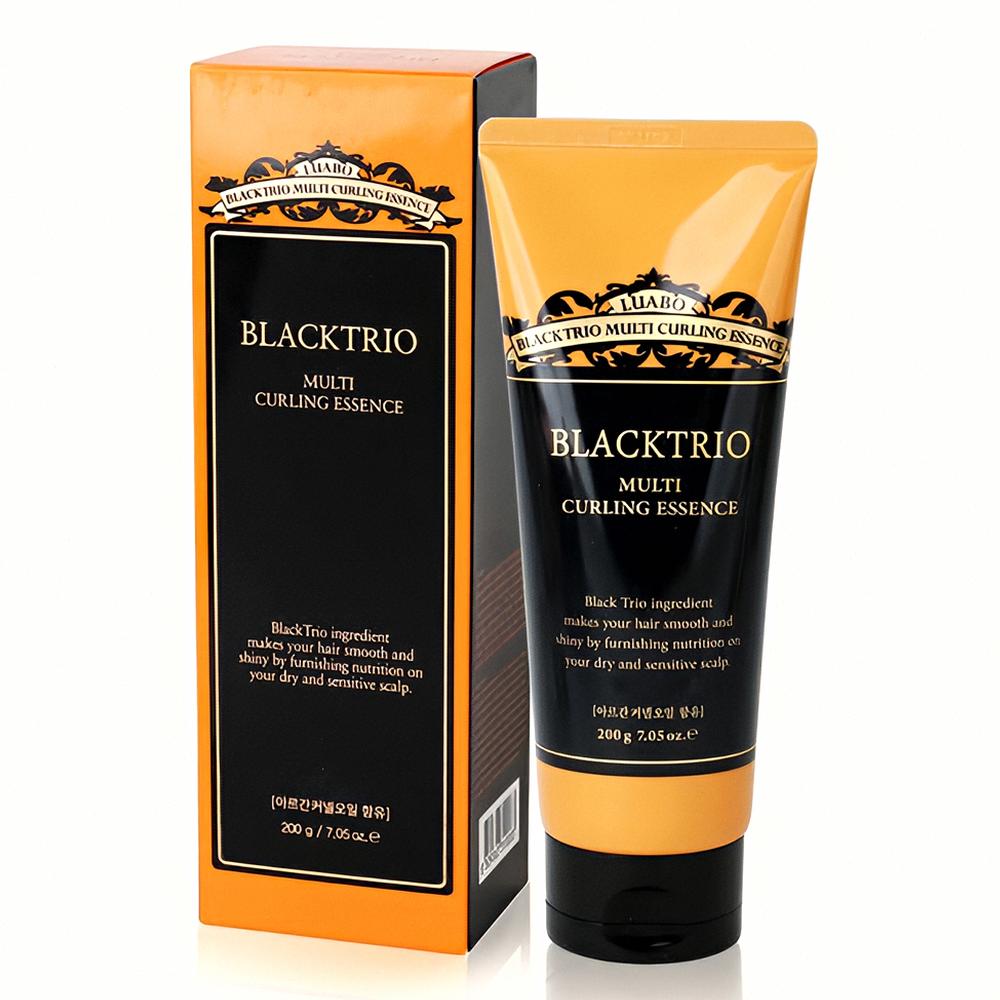 LUABO
BLACKTRIO MULTI CURLING ESSENCE
BLACKTRIO
MULTI
CURLING ESSENCE
BlackTrio ingredient
makes your hair smooth and
shiny by furnishing nutrition on
your dry and sensitive scalp.
[아르간커넬오일 함유]
200 g / 7.05 oz.℮
LUABO
BLACKTRIO MULTI CURLING ESSENCE
BLACKTRIO
MULTI
CURLING ESSENCE
Black Trio ingredient
makes your hair smooth and
shiny by furnishing nutrition on
your dry and sensitive scalp.
[아르간커넬오일 함유]
200 g 7.05 oz.℮